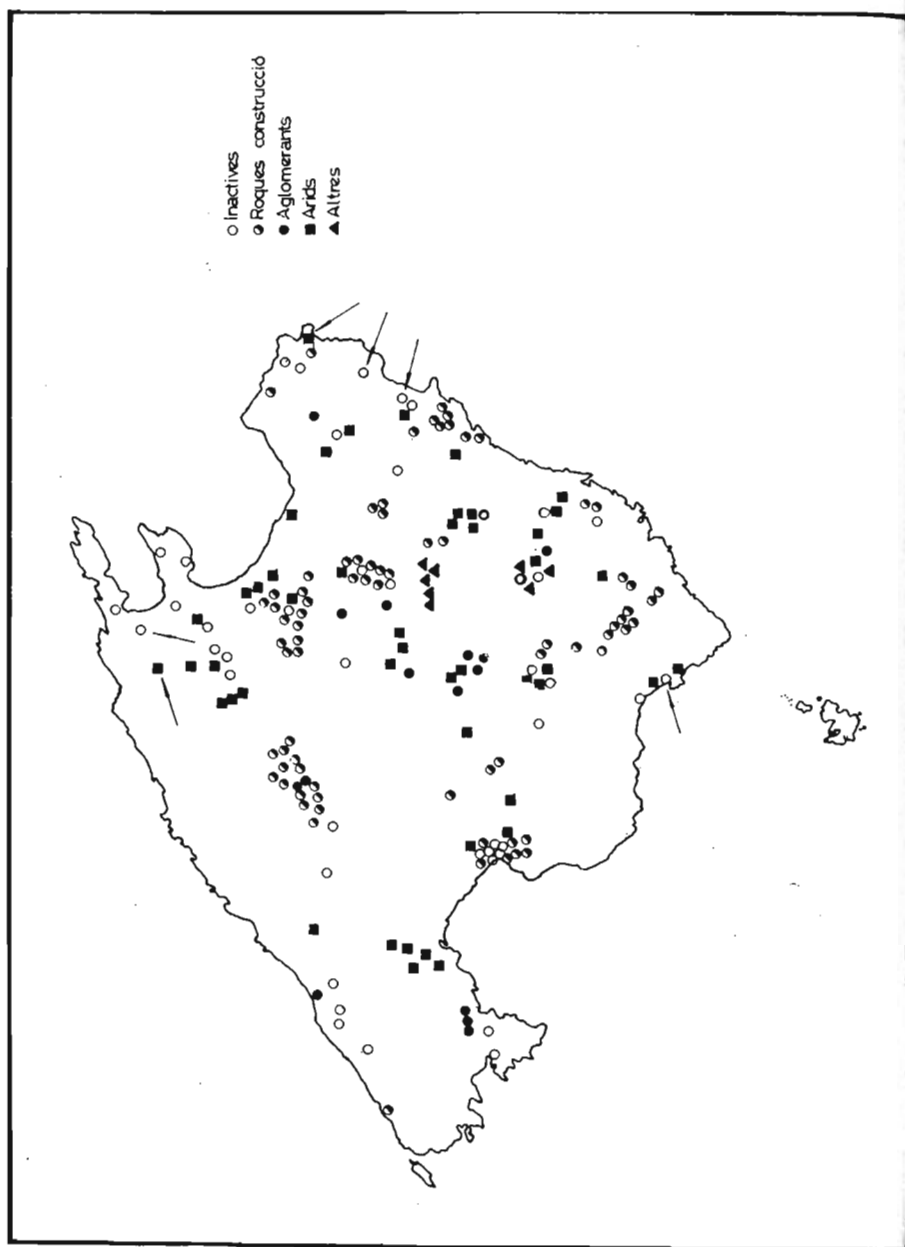 Inactives
Roques construcció
Aglomerants
Arids
Altres